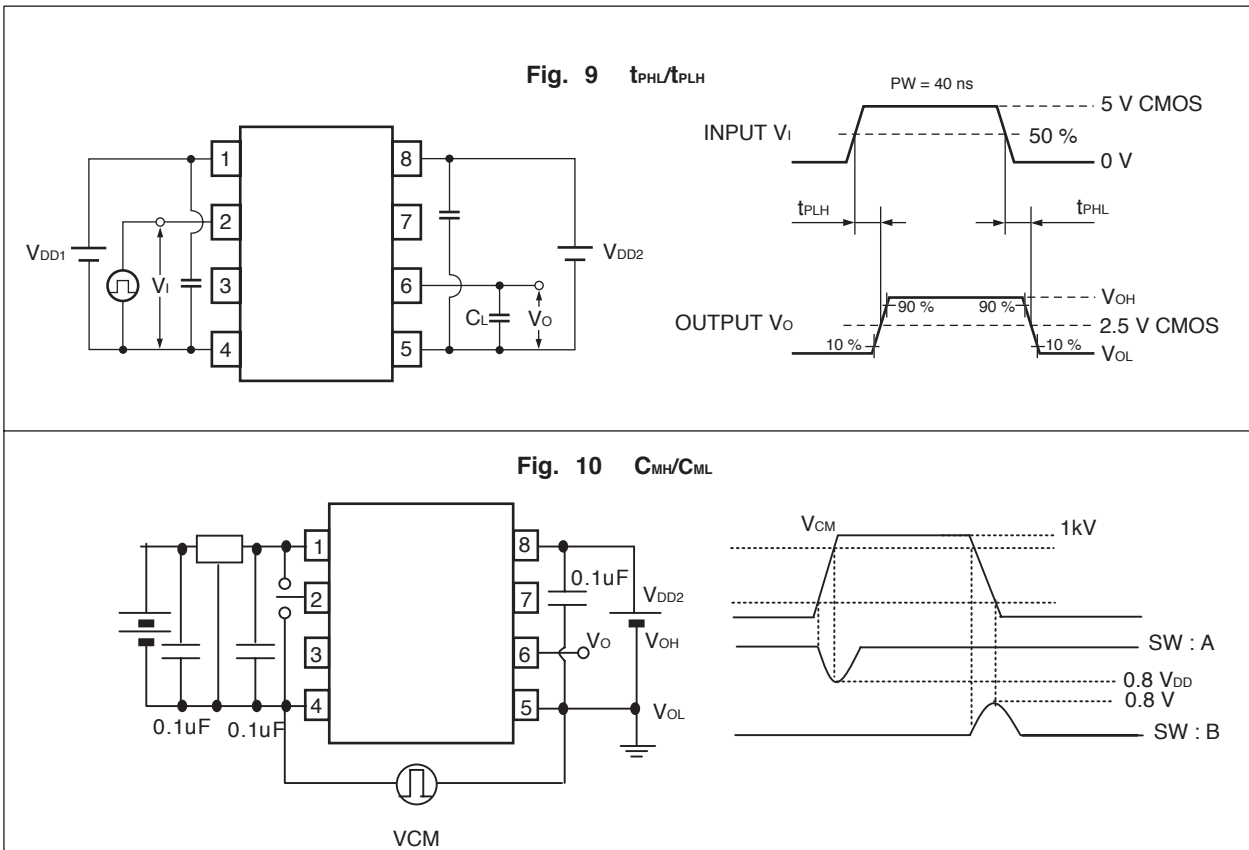 Fig. 9 tPHL/tPLH
PW = 40 ns
5 V CMOS
INPUT VI
50 %
0 V
tPLH
tPHL
VOH
90 %
90 %
OUTPUT VO
2.5 V CMOS
10 %
10 %
VOL
1
8
2
7
VDD1
VI
VDD2
3
6
CL
VO
4
5
Fig. 10 CMH/CML
1
8
0.1uF
2
7
VDD2
3
6
VO
VOH
4
5
VOL
0.1uF
0.1uF
VCM
VCM
1kV
SW : A
0.8 VDD
0.8 V
SW : B